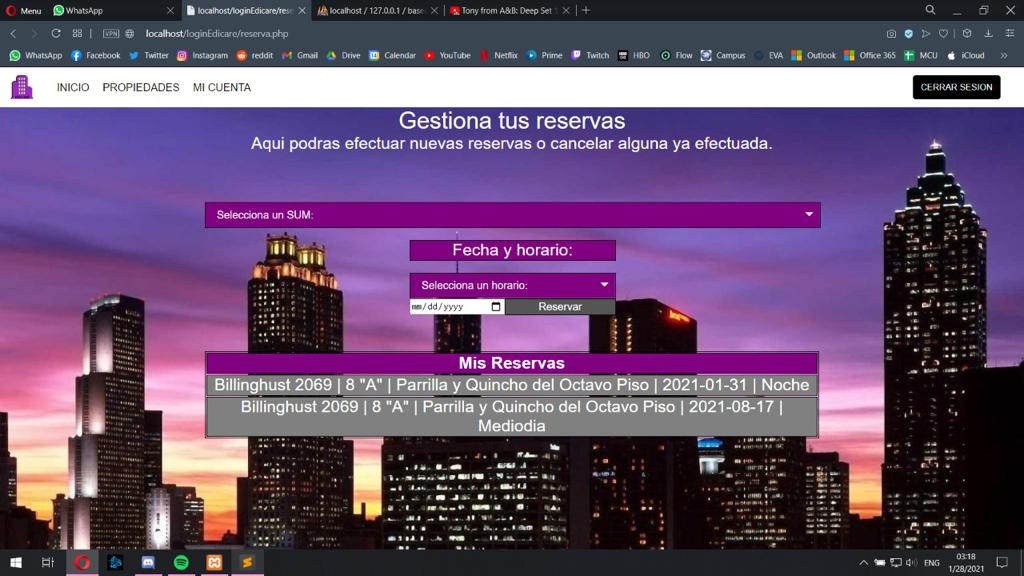 Menu
WhatsApp
localhost/loginEdicare/rese
localhost / 127.0.0.1 / base
Tony from A&B: Deep Set
VPN
localhost/loginEdicare/reserva.php
WhatsApp Facebook Twitter Instagram reddit Gmail Drive Calendar YouTube Netflix Prime Twitch HBO Flow Campus EVA Outlook Office 365 MCU iCloud
INICIO PROPIEDADES MI CUENTA
CERRAR SESION
Gestiona tus reservas
Aqui podras efectuar nuevas reservas o cancelar alguna ya efectuada.
Selecciona un SUM:
Fecha y horario:
Selecciona un horario:
mm/dd/yyyy
Reservar
Mis Reservas
Billinghust 2069 | 8 "A" | Parrilla y Quincho del Octavo Piso | 2021-01-31 | Noche
Billinghust 2069 | 8 "A" | Parrilla y Quincho del Octavo Piso | 2021-08-17 |
Mediodia
ENG
03:18
1/28/2021